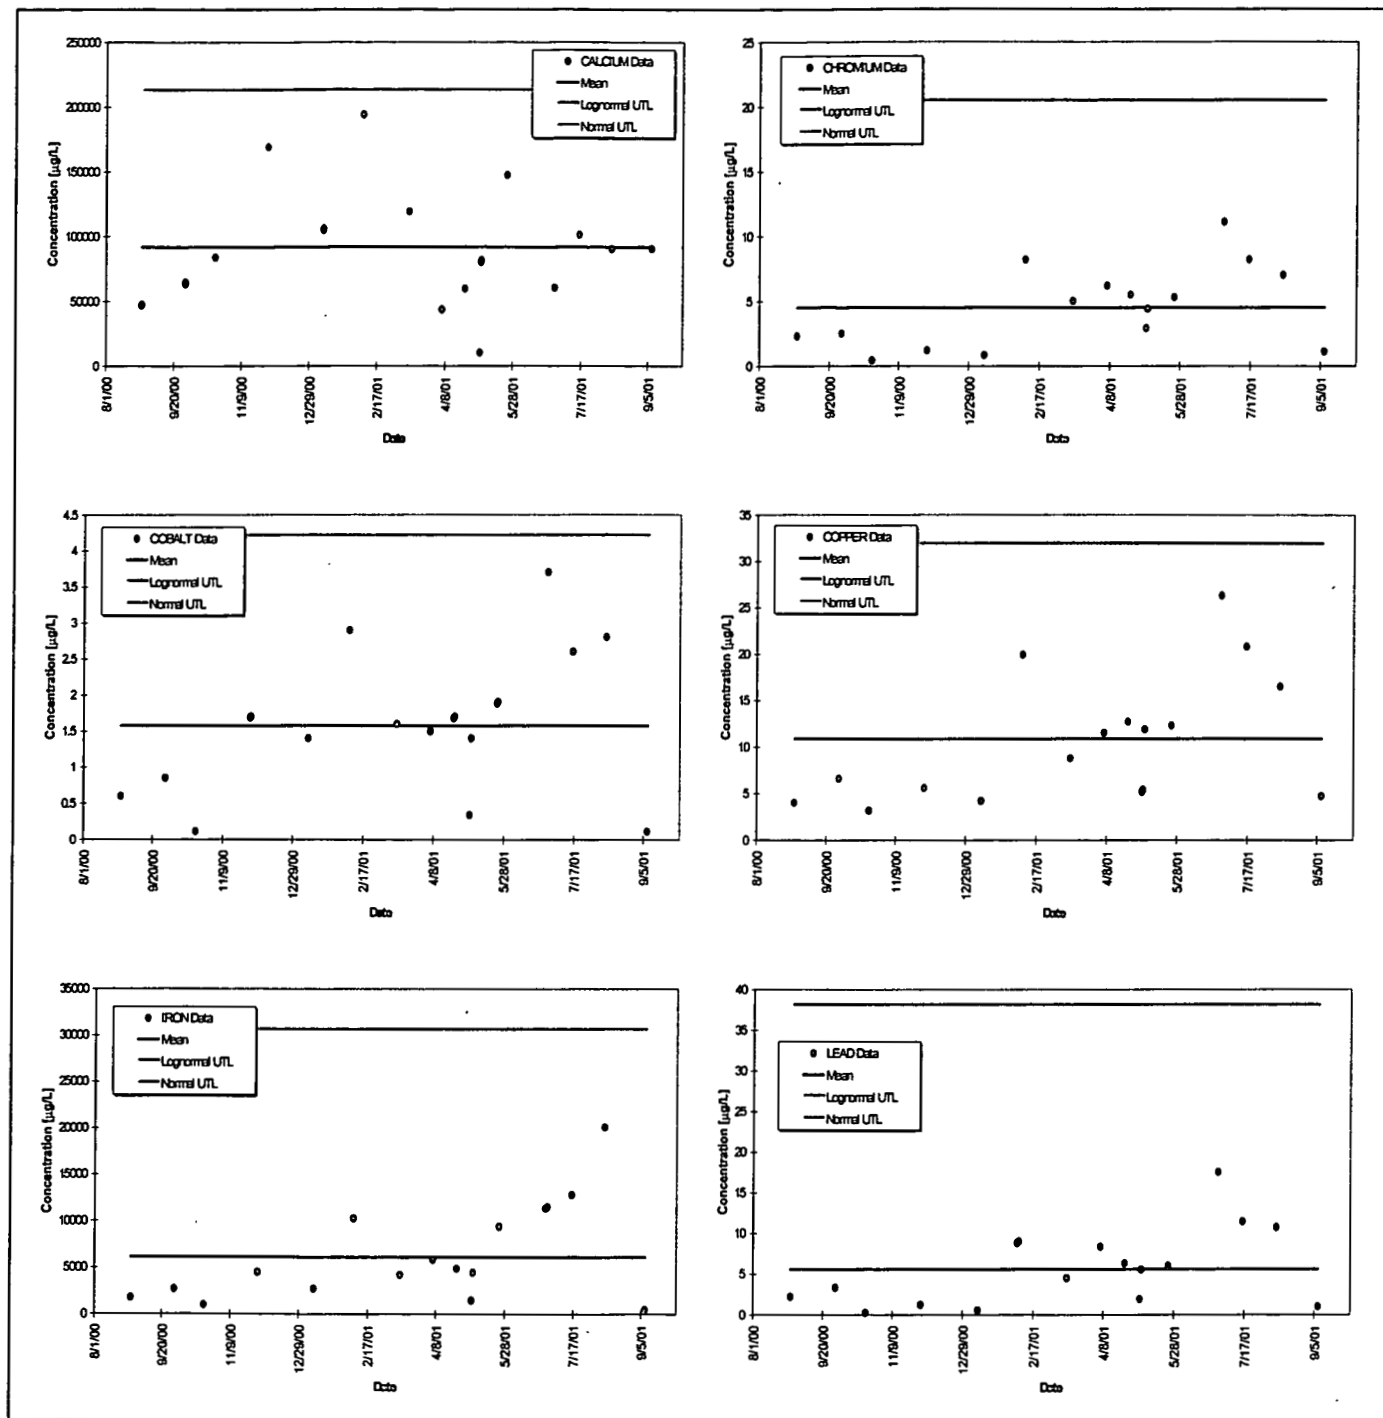 250000
200000
150000
100000
50000
0
Concentration [µg/L]
CALCIUM Data
Mean
Lognormal UTL
Normal UTL
8/1/00
9/20/00
11/9/00
12/29/00
2/17/01
4/8/01
5/28/01
7/17/01
9/5/01
Date
25
20
15
10
5
0
Concentration [µg/L]
CHROMIUM Data
Mean
Lognormal UTL
Normal UTL
8/1/00
9/20/00
11/9/00
12/29/00
2/17/01
4/8/01
5/28/01
7/17/01
9/5/01
Date
4.5
4
3.5
3
2.5
2
1.5
1
0.5
0
Concentration [µg/L]
COBALT Data
Mean
Lognormal UTL
Normal UTL
8/1/00
9/20/00
11/9/00
12/29/00
2/17/01
4/8/01
5/28/01
7/17/01
9/5/01
Date
35
30
25
20
15
10
5
0
Concentration [µg/L]
COPPER Data
Mean
Lognormal UTL
Normal UTL
8/1/00
9/20/00
11/9/00
12/29/00
2/17/01
4/8/01
5/28/01
7/17/01
9/5/01
Date
35000
30000
25000
20000
15000
10000
5000
0
Concentration [µg/L]
IRON Data
Mean
Lognormal UTL
Normal UTL
8/1/00
9/20/00
11/9/00
12/29/00
2/17/01
4/8/01
5/28/01
7/17/01
9/5/01
Date
40
35
30
25
20
15
10
5
0
Concentration [µg/L]
LEAD Data
Mean
Lognormal UTL
Normal UTL
8/1/00
9/20/00
11/9/00
12/29/00
2/17/01
4/8/01
5/28/01
7/17/01
9/5/01
Date